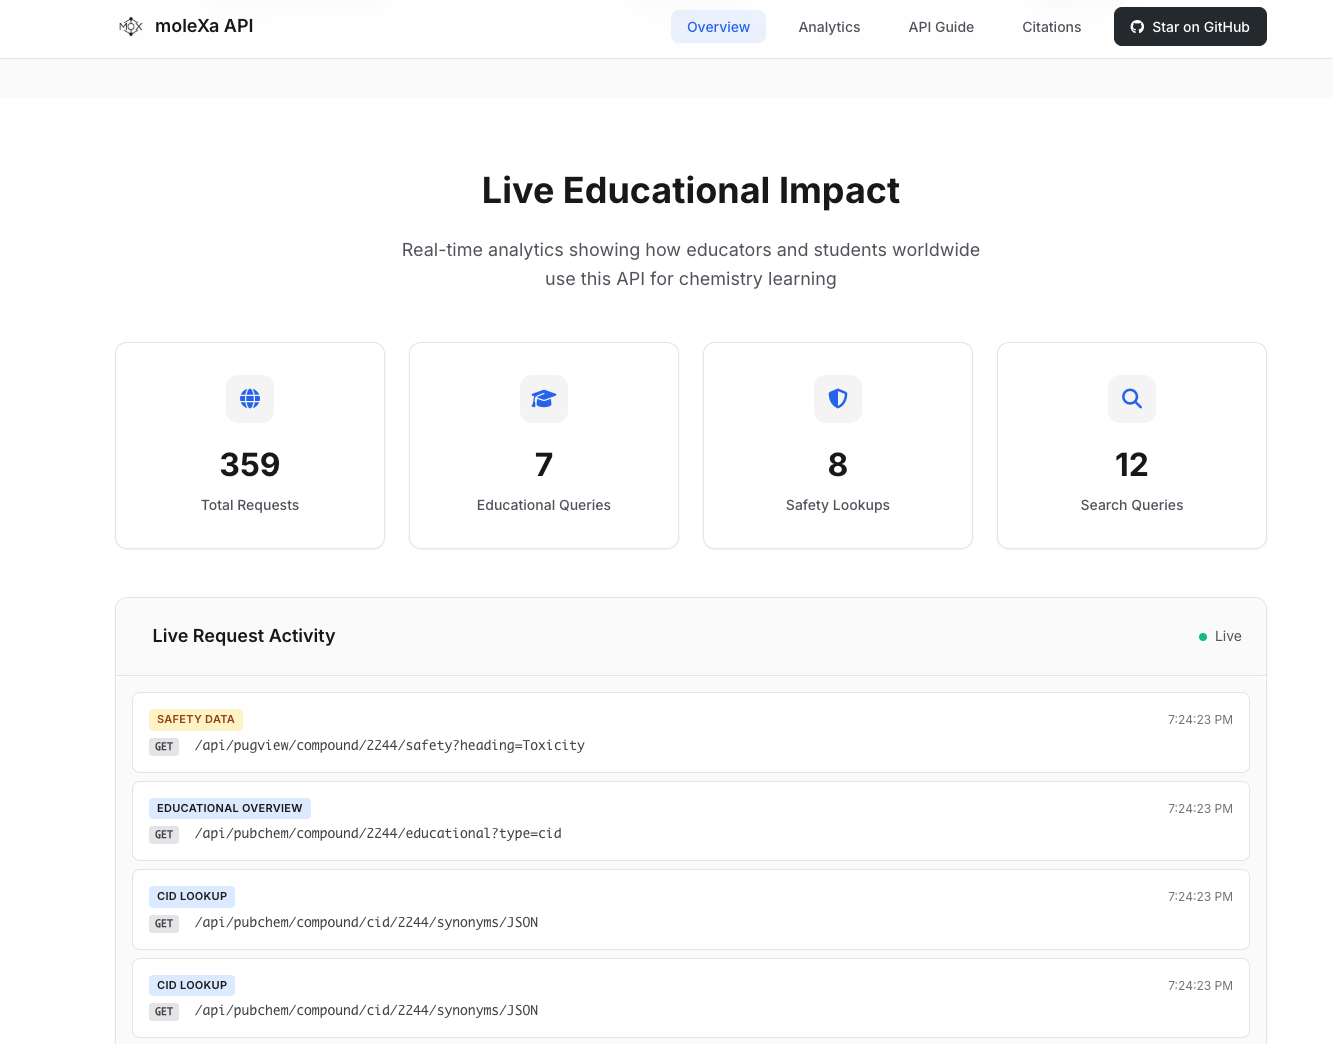 MOX moleXa API
Overview
Analytics
API Guide
Citations
Star on GitHub
Live Educational Impact
Real-time analytics showing how educators and students worldwide
use this API for chemistry learning
359
Total Requests
7
Educational Queries
8
Safety Lookups
12
Search Queries
Live Request Activity
Live
SAFETY DATA
7:24:23 PM
GET /api/pugview/compound/2244/safety?heading=Toxicity
EDUCATIONAL OVERVIEW
7:24:23 PM
GET /api/pubchem/compound/2244/educational?type=cid
CID LOOKUP
7:24:23 PM
GET /api/pubchem/compound/cid/2244/synonyms/JSON
CID LOOKUP
7:24:23 PM
GET /api/pubchem/compound/cid/2244/synonyms/JSON